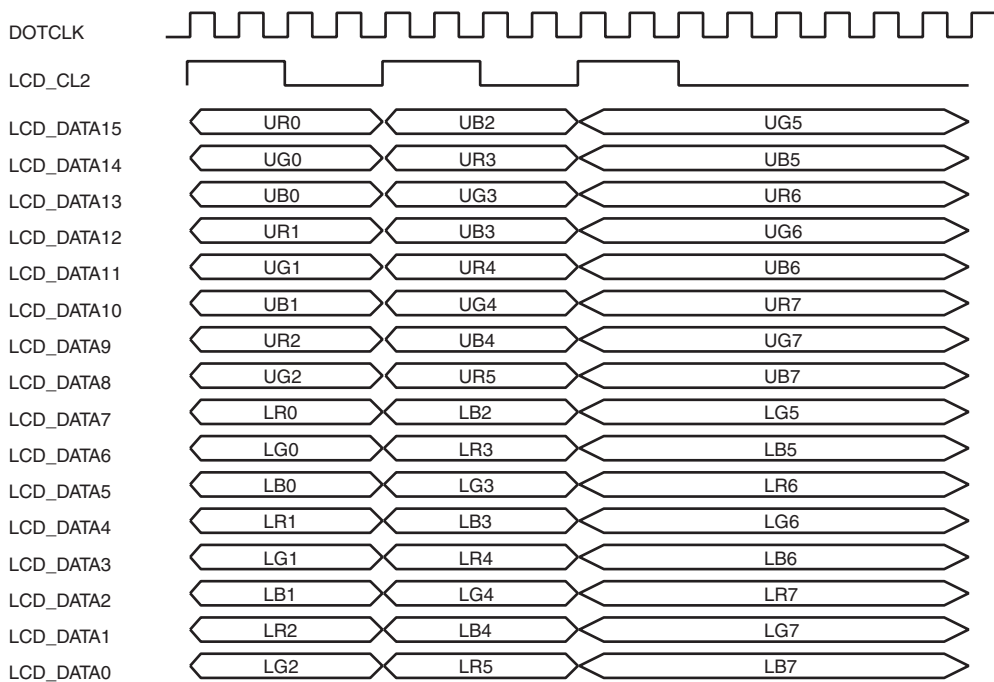 DOTCLK
LCD_CL2
LCD_DATA15 UR0 UB2 UG5
LCD_DATA14 UG0 UR3 UB5
LCD_DATA13 UB0 UG3 UR6
LCD_DATA12 UR1 UB3 UG6
LCD_DATA11 UG1 UR4 UB6
LCD_DATA10 UB1 UG4 UR7
LCD_DATA9 UR2 UB4 UG7
LCD_DATA8 UG2 UR5 UB7
LCD_DATA7 LR0 LB2 LG5
LCD_DATA6 LG0 LR3 LB5
LCD_DATA5 LB0 LG3 LR6
LCD_DATA4 LR1 LB3 LG6
LCD_DATA3 LG1 LR4 LB6
LCD_DATA2 LB1 LG4 LR7
LCD_DATA1 LR2 LB4 LG7
LCD_DATA0 LG2 LR5 LB7